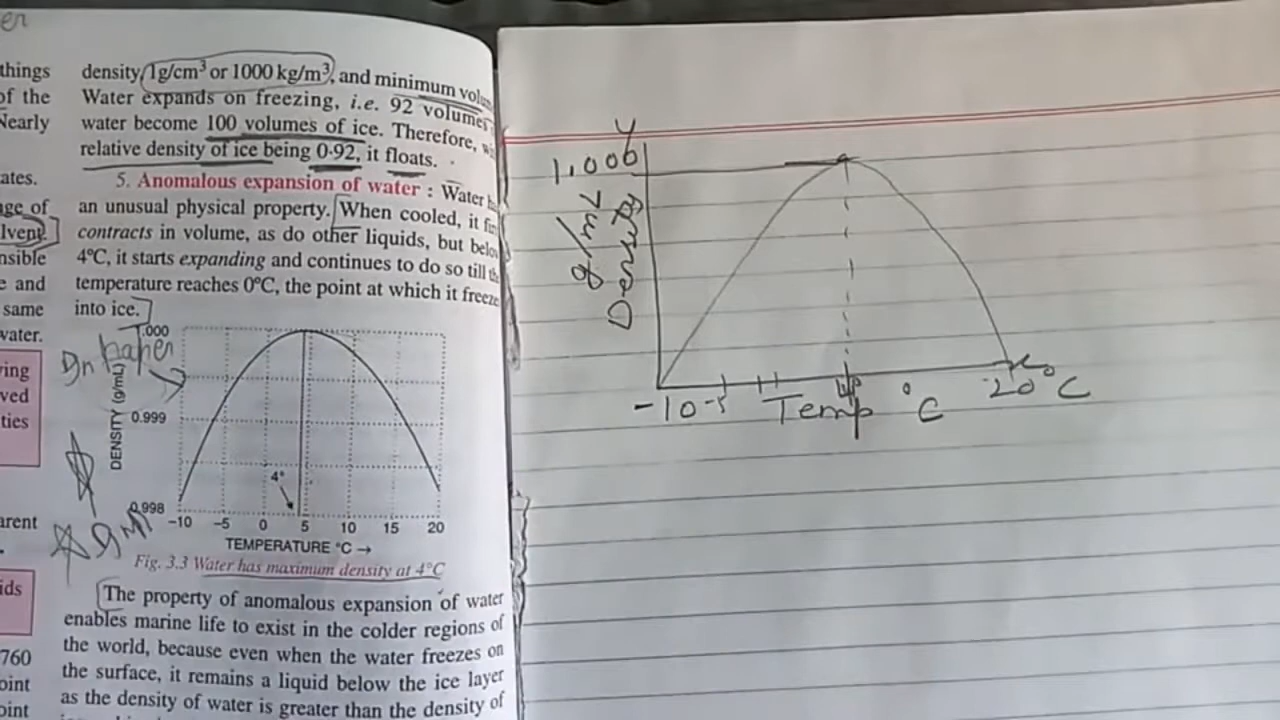 er
things
of the
Nearly
ates.
nge of
lvent.
nsible
e and
same
water.
ying
ved
ties
arent
ids
760
oint
oint
density 1g/cm³ or 1000 kg/m³, and minimum volu
Water expands on freezing, i.e. 92 volumes
water become 100 volumes of ice. Therefore, w
relative density of ice being 0·92, it floats.
5. Anomalous expansion of water : Water h
an unusual physical property. When cooled, it fir
contracts in volume, as do other liquids, but belo
4°C, it starts expanding and continues to do so till th
temperature reaches 0°C, the point at which it freeze
into ice.
1.000
DENSITY (g/mL)
0.999
4°
0.998
–10 –5 0 5 10 15 20
TEMPERATURE °C →
Fig. 3.3 Water has maximum density at 4°C
The property of anomalous expansion of water
enables marine life to exist in the colder regions of
the world, because even when the water freezes on
the surface, it remains a liquid below the ice layer
as the density of water is greater than the density of
Y
1.000
g/ml
Density
-10 -5 4° 20°C
Temp °C